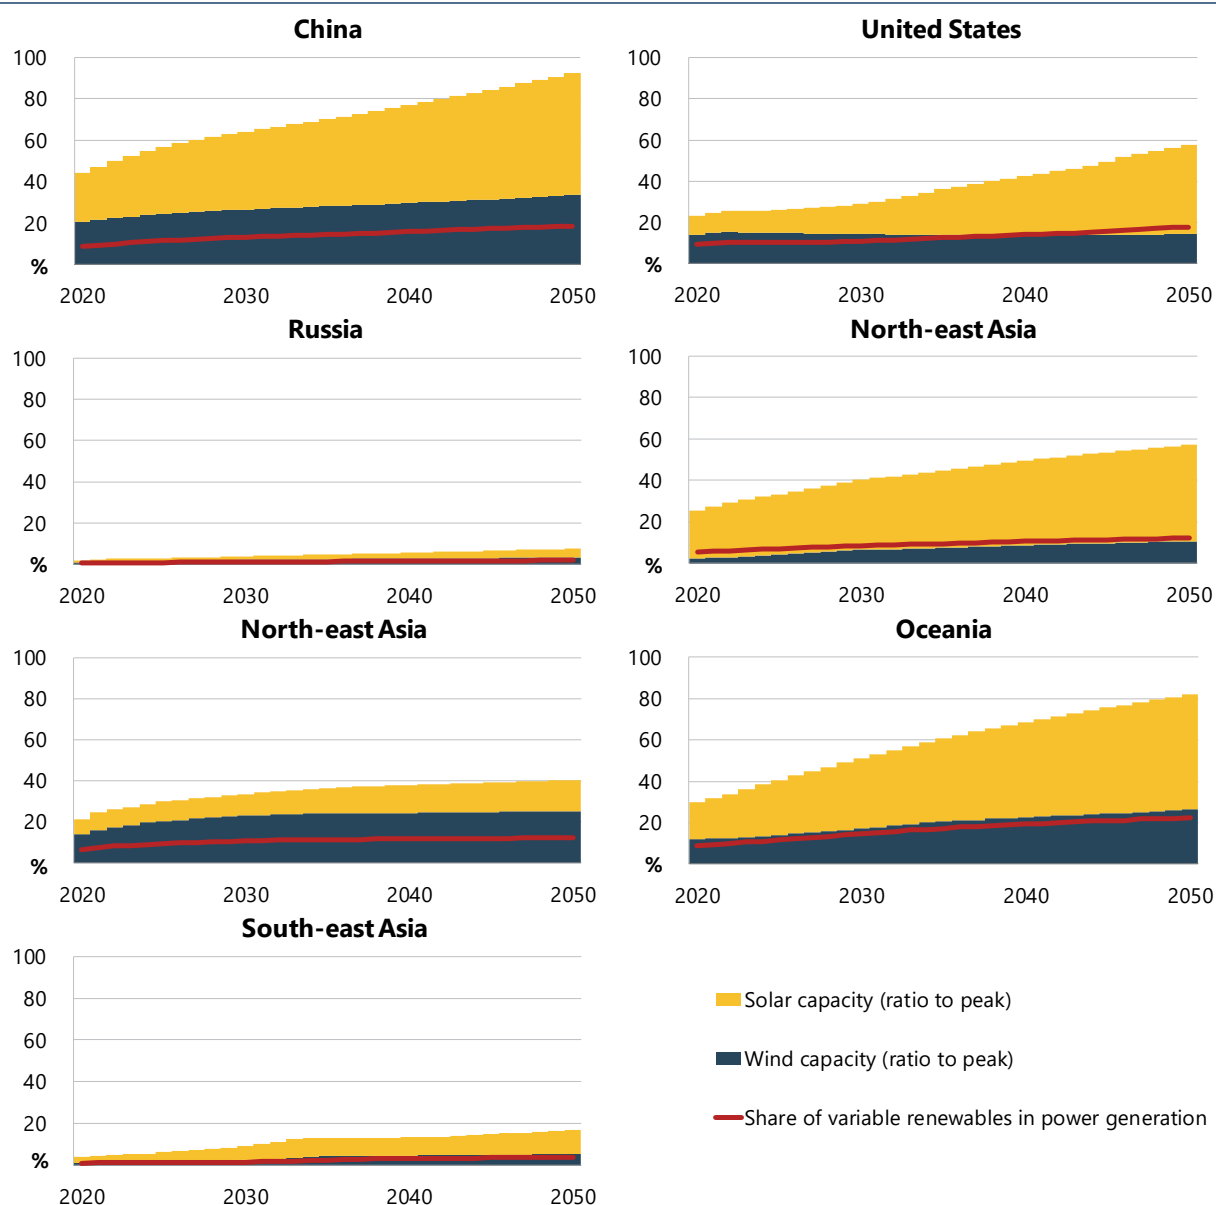 China
100
80
60
40
20
%
2020 2030 2040 2050
United States
100
80
60
40
20
%
2020 2030 2040 2050
Russia
100
80
60
40
20
%
2020 2030 2040 2050
North-east Asia
100
80
60
40
20
%
2020 2030 2040 2050
North-east Asia
100
80
60
40
20
%
2020 2030 2040 2050
Oceania
100
80
60
40
20
%
2020 2030 2040 2050
South-east Asia
100
80
60
40
20
%
2020 2030 2040 2050
Solar capacity (ratio to peak)
Wind capacity (ratio to peak)
Share of variable renewables in power generation